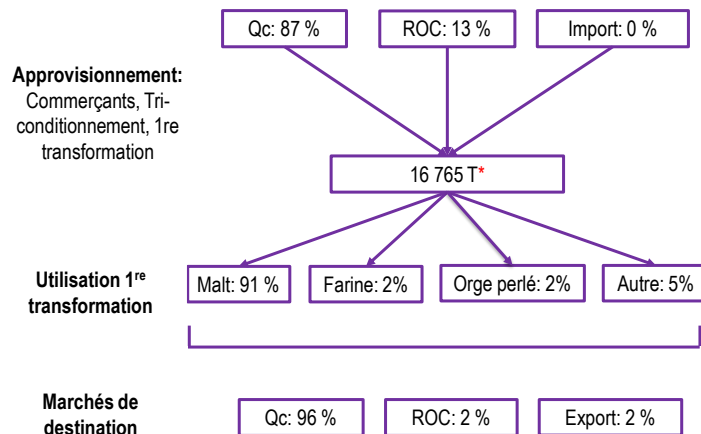 Qc: 87 %
ROC: 13 %
Import: 0 %
Approvisionnement:
Commerçants, Tri-
conditionnement, 1re
transformation
16 765 T*
Utilisation 1re
transformation
Malt: 91 %
Farine: 2%
Orge perlé: 2%
Autre: 5%
Marchés de
destination
Qc: 96 %
ROC: 2 %
Export: 2 %